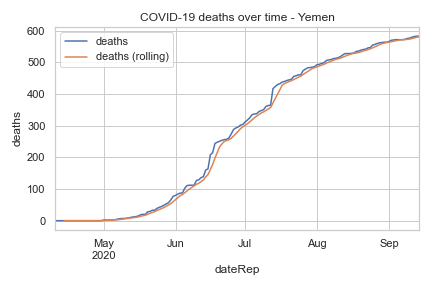 COVID-19 deaths over time - Yemen
deaths
deaths (rolling)
600
500
400
300
200
100
0
deaths
May
2020
Jun
Jul
Aug
Sep
dateRep